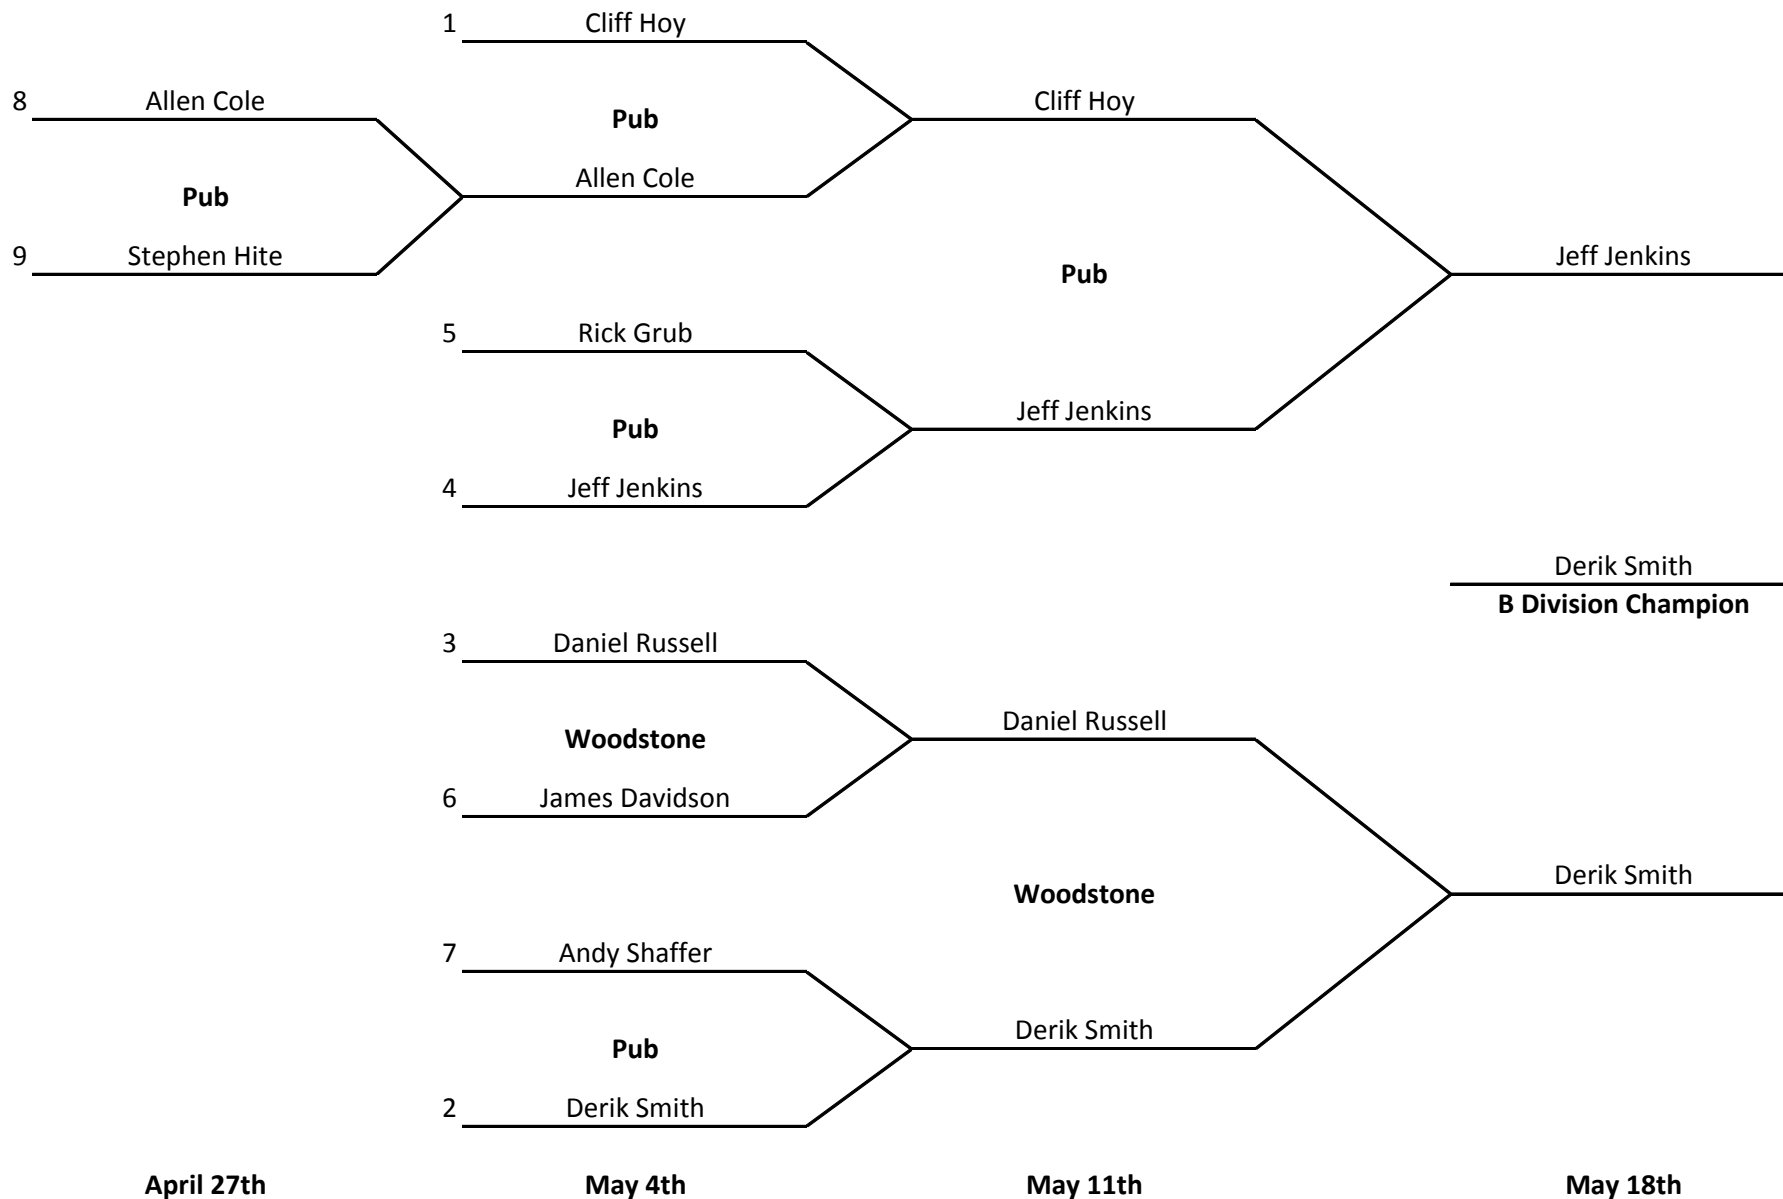 1 Cliff Hoy
8 Allen Cole
Cliff Hoy
Pub
Allen Cole
Pub
9 Stephen Hite
Jeff Jenkins
Pub
5 Rick Grub
Jeff Jenkins
Pub
4 Jeff Jenkins
Derik Smith
B Division Champion
3 Daniel Russell
Daniel Russell
Woodstone
6 James Davidson
Derik Smith
Woodstone
7 Andy Shaffer
Derik Smith
Pub
2 Derik Smith
April 27th May 4th May 11th May 18th